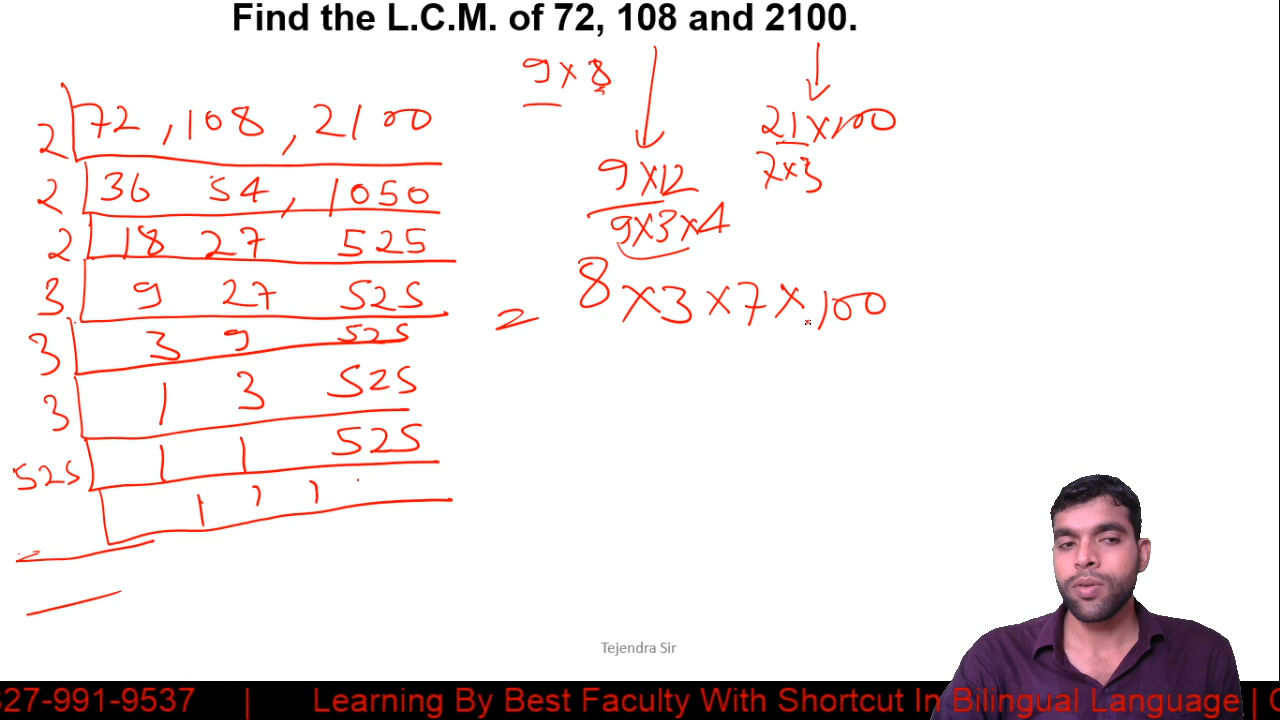 Find the L.C.M. of 72, 108 and 2100.
9 × 8
2 72 , 108 , 2100
21 × 100
2 36 54 , 1050
9 × 12
7 × 3
2 18 27 525
9 × 3 × 4
3 9 27 525
= 8 × 3 × 7 × 100
3 3 9 525
3 1 3 525
525 1 1 525
1 1 1
Tejendra Sir
27-991-9537 | Learning By Best Faculty With Shortcut In Bilingual Language |